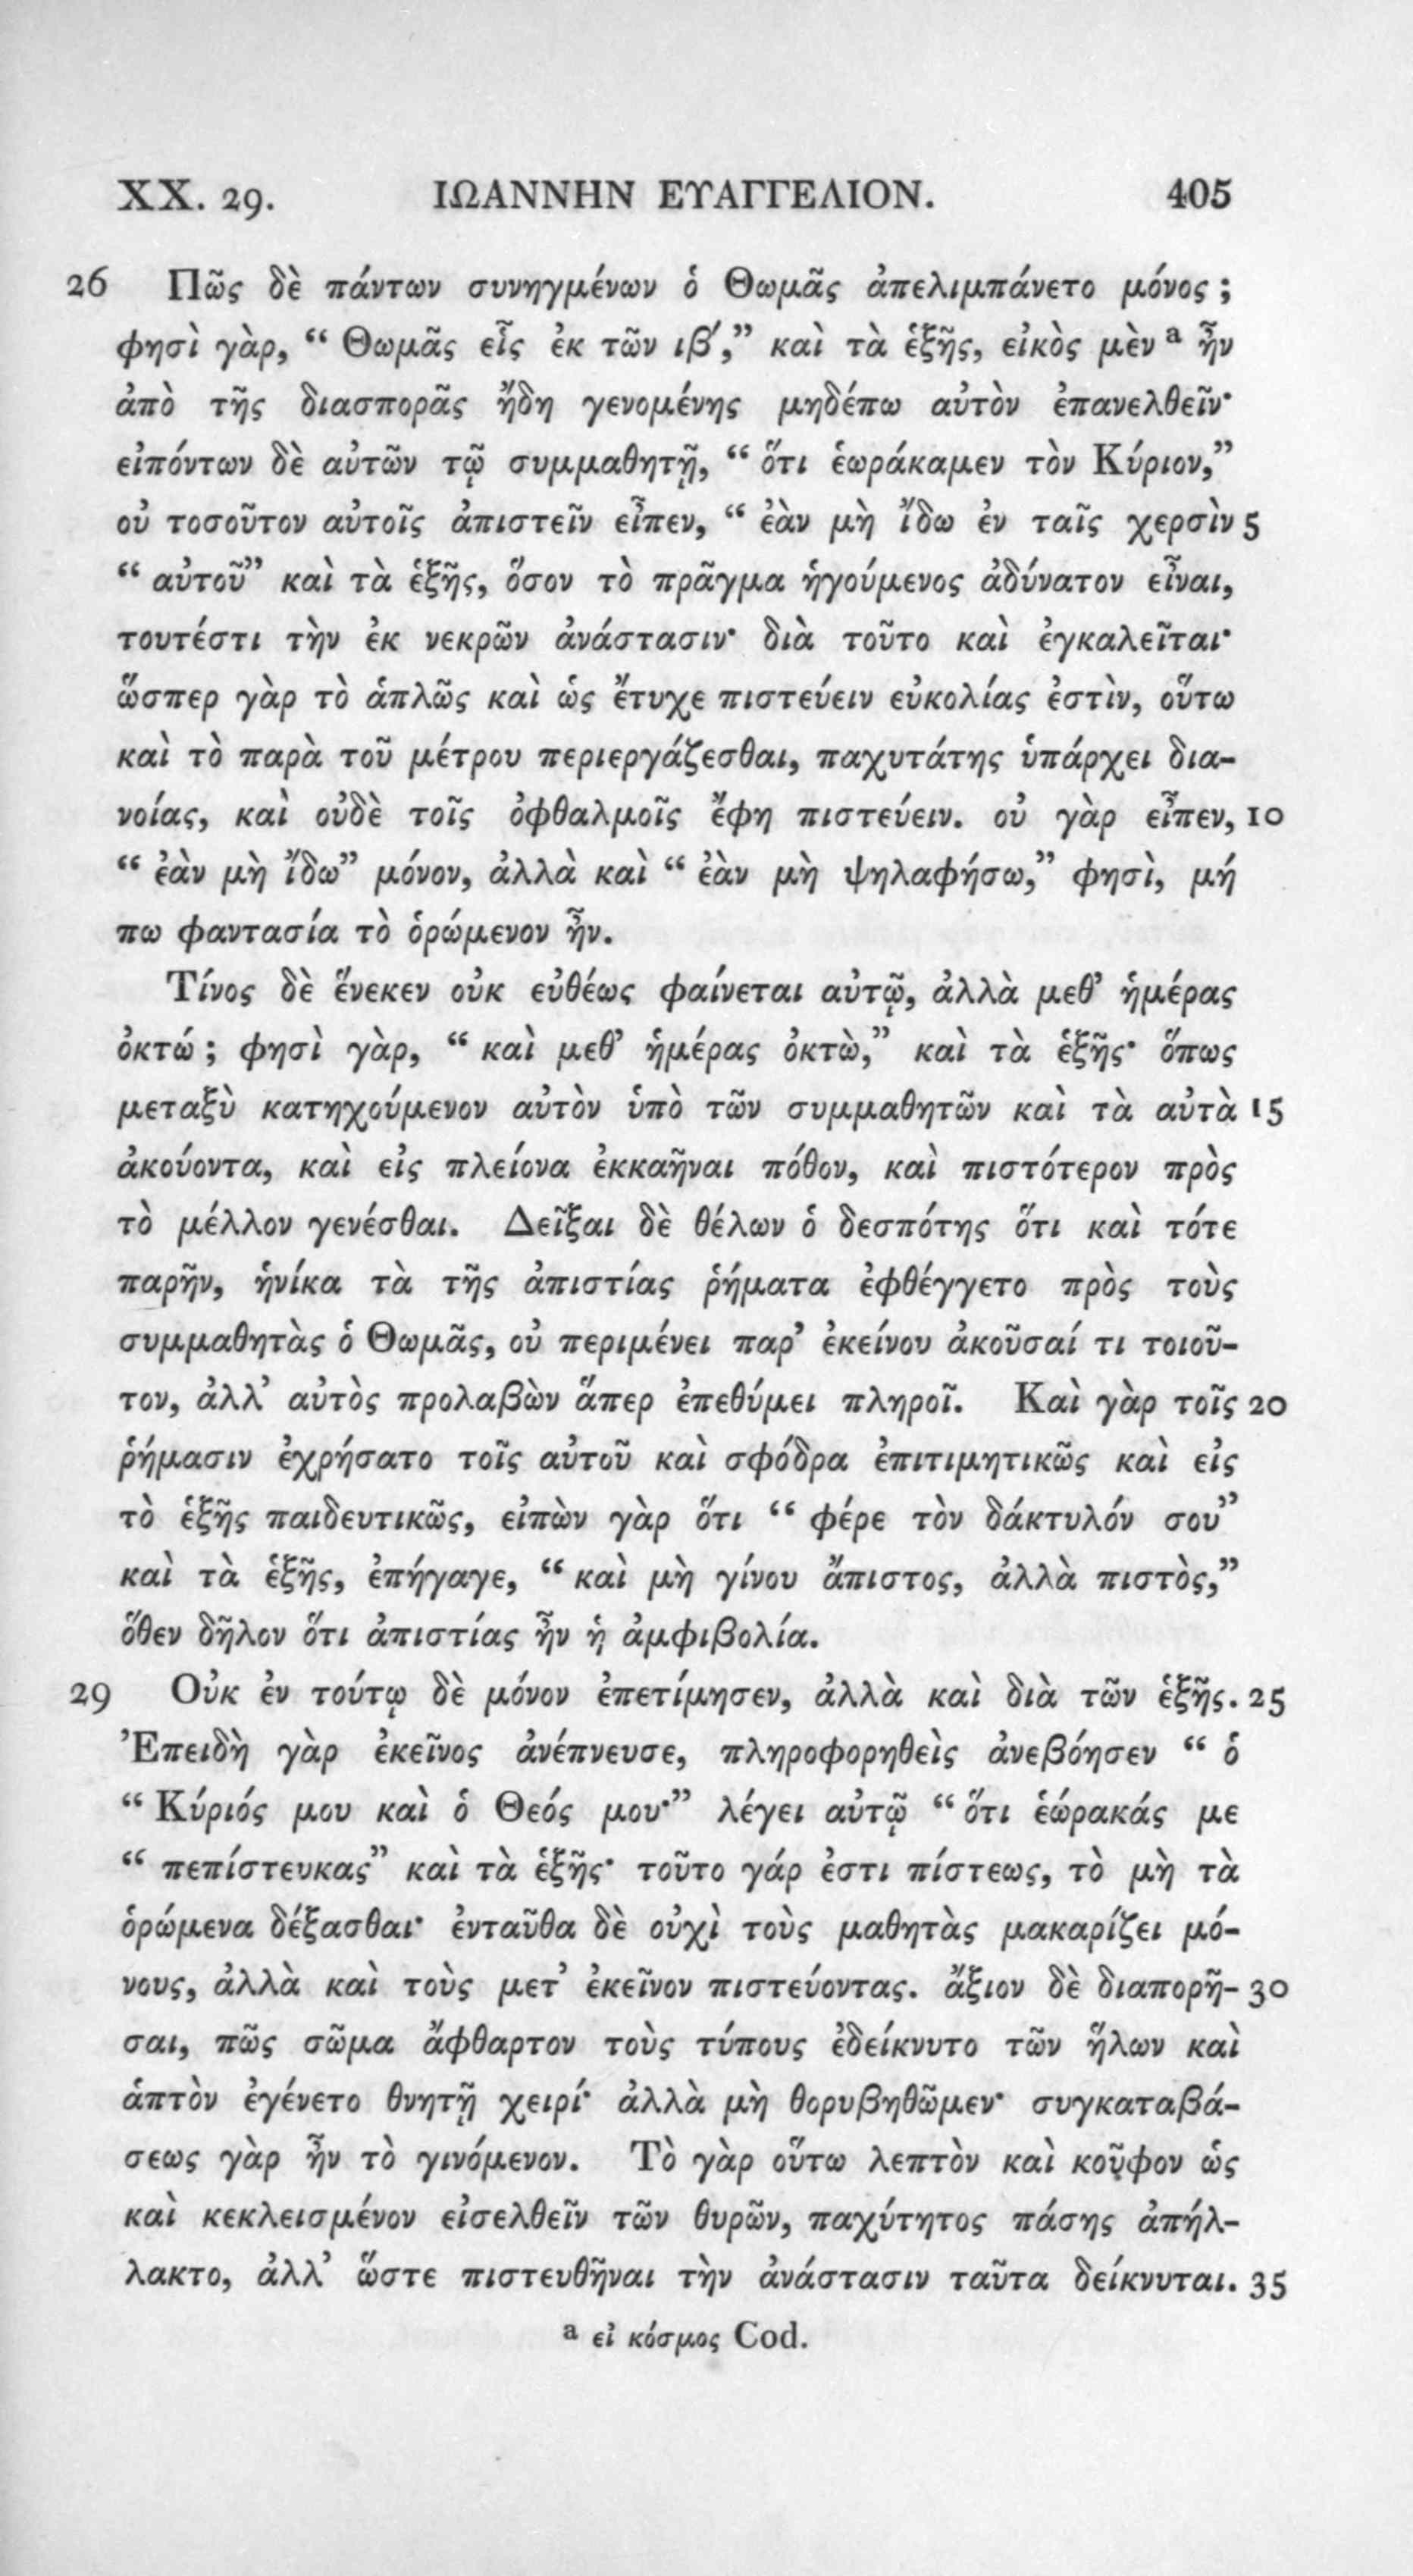 XX. 29. ΙΩΑΝΝΗΝ ΕΥΑΓΓΕΛΙΟΝ. 405
26 Πῶς δὲ πάντων συνηγμένων ὁ Θωμᾶς ἀπελιμπάνετο μόνος ;
φησὶ γὰρ, “ Θωμᾶς εἷς ἐκ τῶν ιβ′,” καὶ τὰ ἑξῆς, εἰκὸς μὲν a ἦν
ἀπὸ τῆς διασπορᾶς ἤδη γενομένης μηδέπω αὐτὸν ἐπανελθεῖν·
εἰπόντων δὲ αὐτῶν τῷ συμμαθητῇ, “ ὅτι ἑωράκαμεν τὸν Κύριον,”
οὐ τοσοῦτον αὐτοῖς ἀπιστεῖν εἶπεν, “ ἐὰν μὴ ἴδω ἐν ταῖς χερσὶν 5
“ αὐτοῦ” καὶ τὰ ἑξῆς, ὅσον τὸ πρᾶγμα ἡγούμενος ἀδύνατον εἶναι,
τουτέστι τὴν ἐκ νεκρῶν ἀνάστασιν· διὰ τοῦτο καὶ ἐγκαλεῖται·
ὥσπερ γὰρ τὸ ἁπλῶς καὶ ὡς ἔτυχε πιστεύειν εὐκολίας ἐστὶν, οὕτω
καὶ τὸ παρὰ τοῦ μέτρου περιεργάζεσθαι, παχυτάτης ὑπάρχει δια-
νοίας, καὶ οὐδὲ τοῖς ὀφθαλμοῖς ἔφη πιστεύειν. οὐ γὰρ εἶπεν, 10
“ ἐὰν μὴ ἴδω” μόνον, ἀλλὰ καὶ “ ἐὰν μὴ ψηλαφήσω,” φησὶ, μή
πω φαντασία τὸ ὁρώμενον ἦν.
Τίνος δὲ ἕνεκεν οὐκ εὐθέως φαίνεται αὐτῷ, ἀλλὰ μεθ’ ἡμέρας
ὀκτώ ; φησὶ γὰρ, “ καὶ μεθ’ ἡμέρας ὀκτὼ,” καὶ τὰ ἑξῆς· ὅπως
μεταξὺ κατηχούμενον αὐτὸν ὑπὸ τῶν συμμαθητῶν καὶ τὰ αὐτὰ 15
ἀκούοντα, καὶ εἰς πλείονα ἐκκαῆναι πόθον, καὶ πιστότερον πρὸς
τὸ μέλλον γενέσθαι. Δεῖξαι δὲ θέλων ὁ δεσπότης ὅτι καὶ τότε
παρῆν, ἡνίκα τὰ τῆς ἀπιστίας ῥήματα ἐφθέγγετο πρὸς τοὺς
συμμαθητὰς ὁ Θωμᾶς, οὐ περιμένει παρ’ ἐκείνου ἀκοῦσαί τι τοιοῦ-
τον, ἀλλ’ αὐτὸς προλαβὼν ἅπερ ἐπεθύμει πληροῖ. Καὶ γὰρ τοῖς 20
ῥήμασιν ἐχρήσατο τοῖς αὐτοῦ καὶ σφόδρα ἐπιτιμητικῶς καὶ εἰς
τὸ ἑξῆς παιδευτικῶς, εἰπὼν γὰρ ὅτι “ φέρε τὸν δάκτυλόν σου”
καὶ τὰ ἑξῆς, ἐπήγαγε, “ καὶ μὴ γίνου ἄπιστος, ἀλλὰ πιστὸς,”
ὅθεν δῆλον ὅτι ἀπιστίας ἦν ἡ ἀμφιβολία.
29 Οὐκ ἐν τούτῳ δὲ μόνον ἐπετίμησεν, ἀλλὰ καὶ διὰ τῶν ἑξῆς. 25
Ἐπειδὴ γὰρ ἐκεῖνος ἀνέπνευσε, πληροφορηθεὶς ἀνεβόησεν “ ὁ
“ Κύριός μου καὶ ὁ Θεός μου·” λέγει αὐτῷ “ ὅτι ἑώρακάς με
“ πεπίστευκας” καὶ τὰ ἑξῆς· τοῦτο γάρ ἐστι πίστεως, τὸ μὴ τὰ
ὁρώμενα δέξασθαι· ἐνταῦθα δὲ οὐχὶ τοὺς μαθητὰς μακαρίζει μό-
νους, ἀλλὰ καὶ τοὺς μετ’ ἐκεῖνον πιστεύοντας. ἄξιον δὲ διαπορῆ- 30
σαι, πῶς σῶμα ἄφθαρτον τοὺς τύπους ἐδείκνυτο τῶν ἥλων καὶ
ἁπτὸν ἐγένετο θνητῇ χειρί· ἀλλὰ μὴ θορυβηθῶμεν· συγκαταβά-
σεως γὰρ ἦν τὸ γινόμενον. Τὸ γὰρ οὕτω λεπτὸν καὶ κοῦφον ὡς
καὶ κεκλεισμένον εἰσελθεῖν τῶν θυρῶν, παχύτητος πάσης ἀπήλ-
λακτο, ἀλλ’ ὥστε πιστευθῆναι τὴν ἀνάστασιν ταῦτα δείκνυται. 35
a εἰ κόσμος Cod.